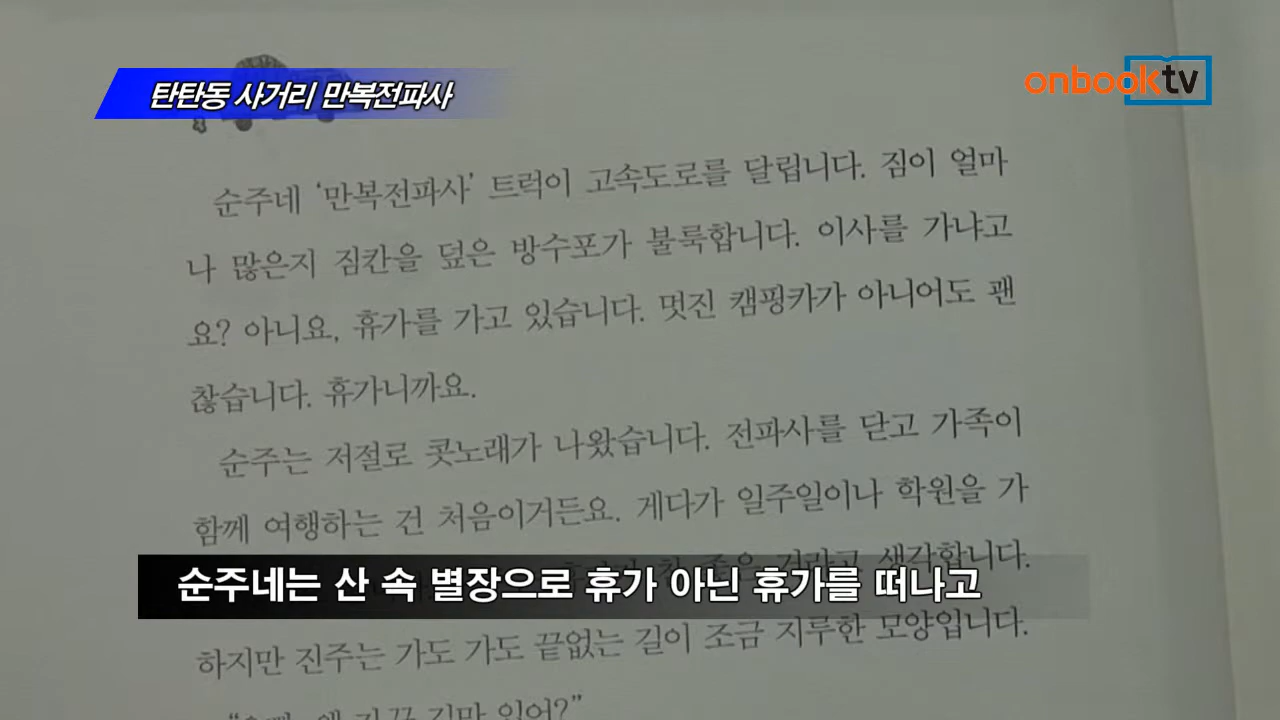 탄탄동 사거리 만복전파사
onbooktv
순주네 ‘만복전파사’ 트럭이 고속도로를 달립니다. 짐이 얼마
나 많은지 짐칸을 덮은 방수포가 불룩합니다. 이사를 가냐고
요? 아니요, 휴가를 가고 있습니다. 멋진 캠핑카가 아니어도 괜
찮습니다. 휴가니까요.
순주는 저절로 콧노래가 나왔습니다. 전파사를 닫고 가족이
함께 여행하는 건 처음이거든요. 게다가 일주일이나 학원을 가
생각합니다.
순주네는 산 속 별장으로 휴가 아닌 휴가를 떠나고
하지만 진주는 가도 가도 끝없는 길이 조금 지루한 모양입니다.
있어?”